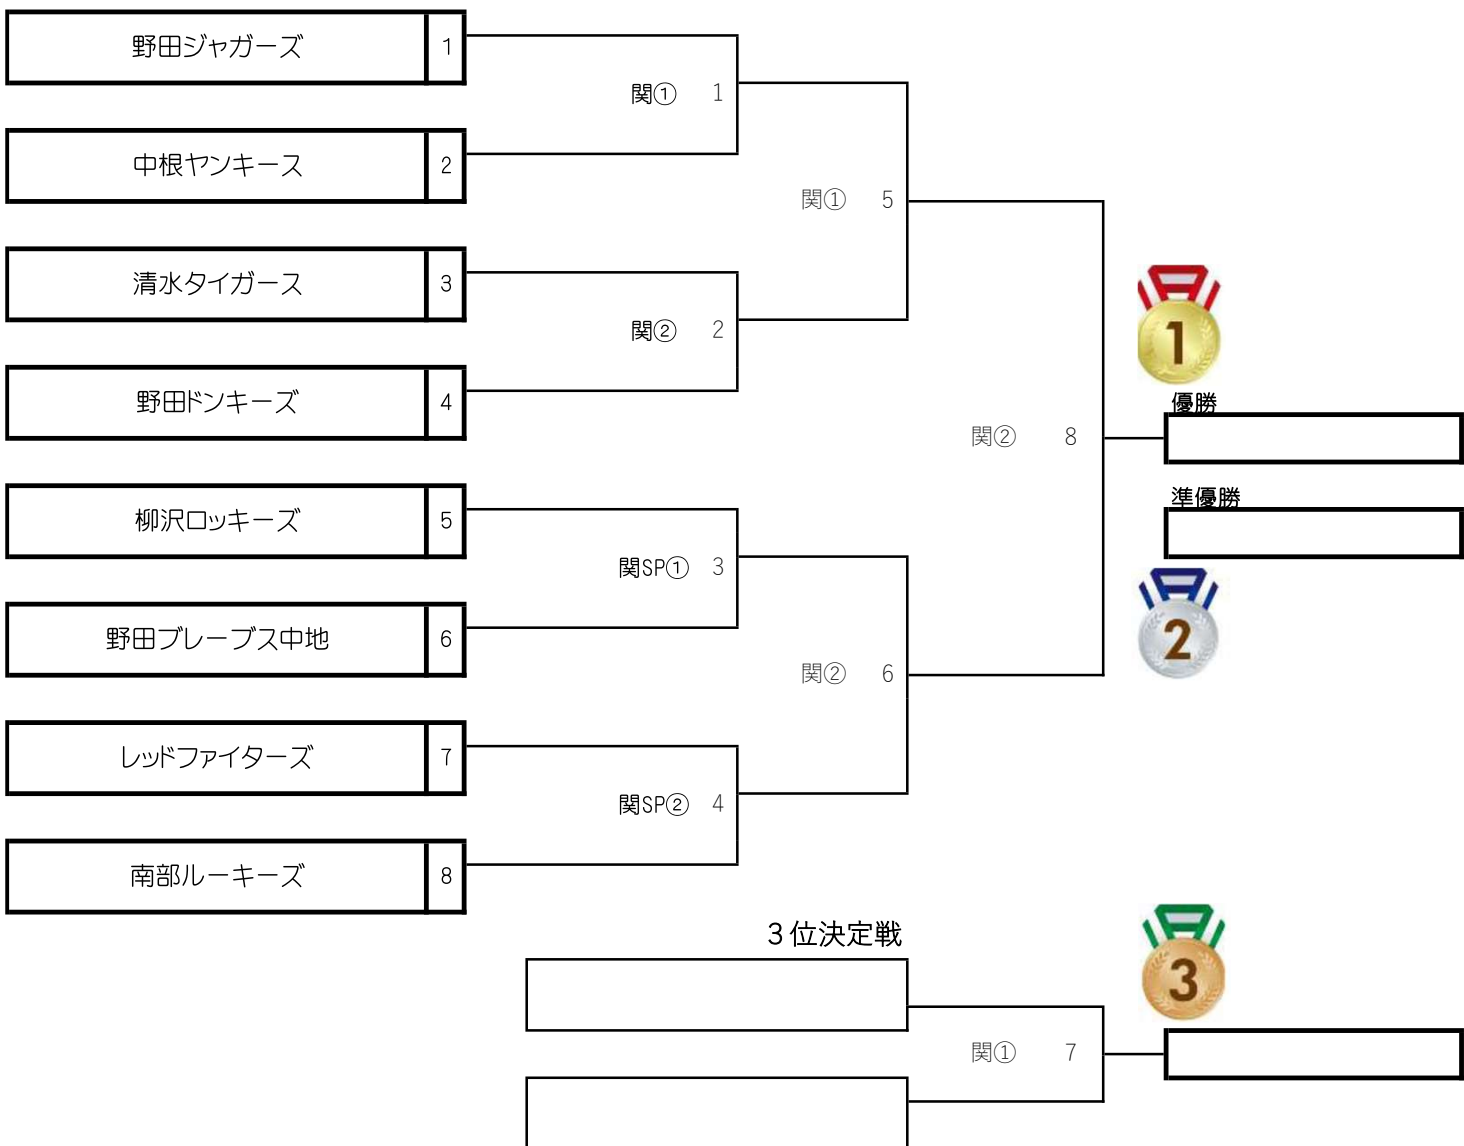 野田ジャガーズ 1
関① 1
中根ヤンキース 2
関① 5
清水タイガース 3
関② 2
1
野田ドンキーズ 4
優勝
関② 8
準優勝
柳沢ロッキーズ 5
関SP① 3
野田ブレーブス中地 6
2
関② 6
レッドファイターズ 7
関SP② 4
南部ルーキーズ 8
3位決定戦
3
関① 7